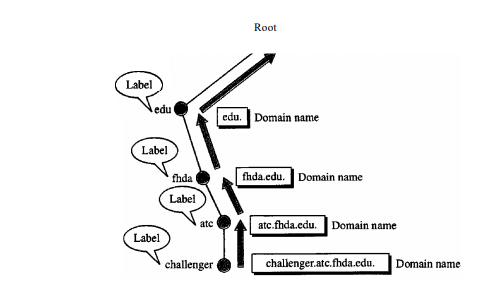 Root
Label
edu
edu. Domain name
Label
fhda
fhda.edu. Domain name
Label
atc
atc.fhda.edu. Domain name
Label
challenger
challenger.atc.fhda.edu. Domain name